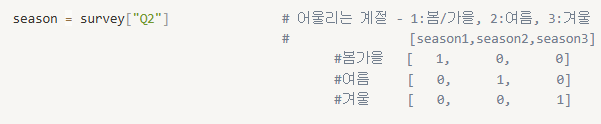 season = survey["Q2"] # 어울리는 계절 - 1:봄/가을, 2:여름, 3:겨울
# [season1,season2,season3]
#봄가을 [ 1, 0, 0]
#여름 [ 0, 1, 0]
#겨울 [ 0, 0, 1]